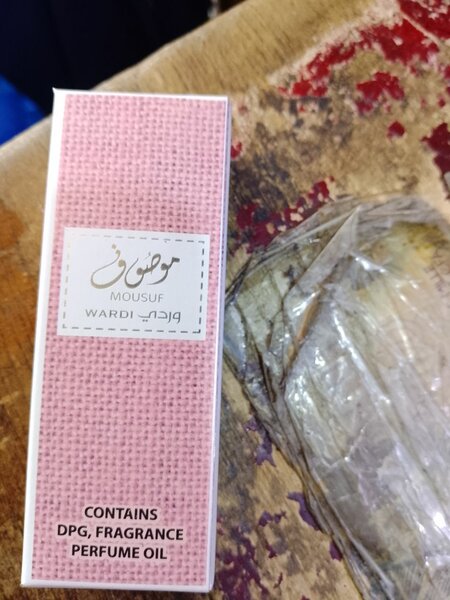 موصوف
MOUSUF
WARDI وردي
CONTAINS
DPG, FRAGRANCE
PERFUME OIL